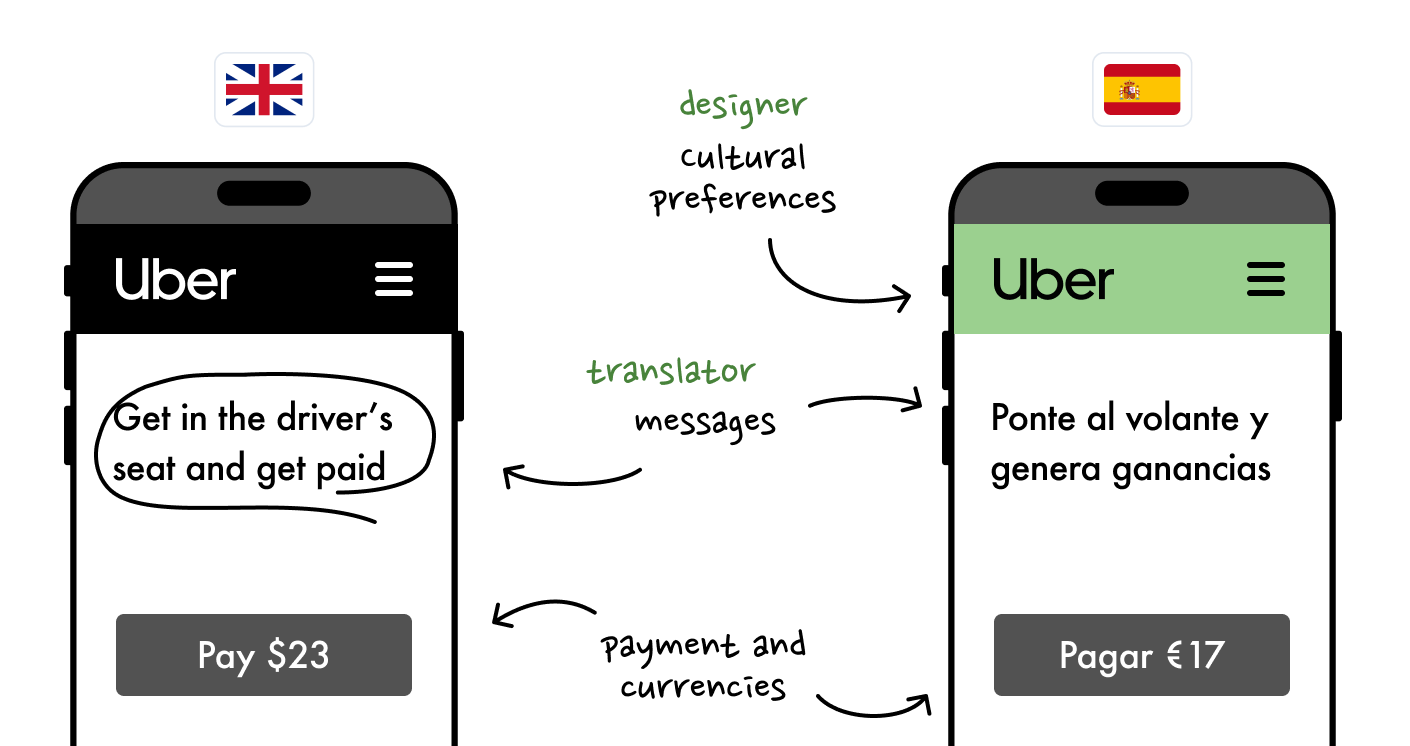 designer
cultural
preferences
Uber
Uber
translator
messages
Get in the driver’s
seat and get paid
Ponte al volante y
genera ganancias
payment and
currencies
Pay $23
Pagar €17